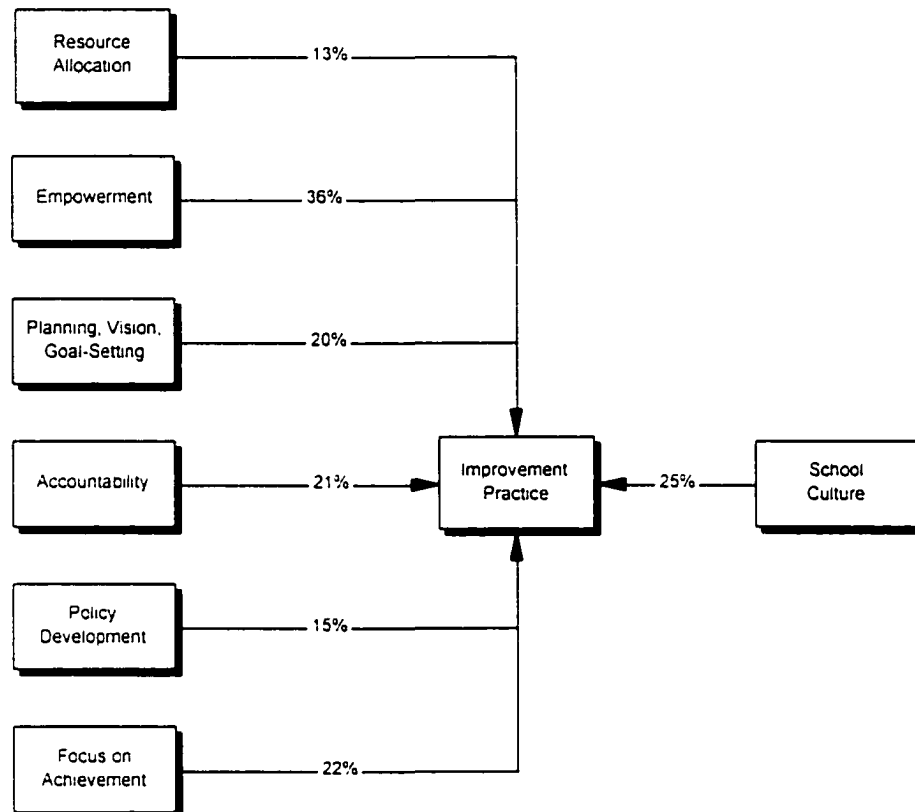 Resource
Allocation
13%
Empowerment
36%
Planning, Vision,
Goal-Setting
20%
Accountability
21%
Improvement
Practice
25%
School
Culture
Policy
Development
15%
Focus on
Achievement
22%